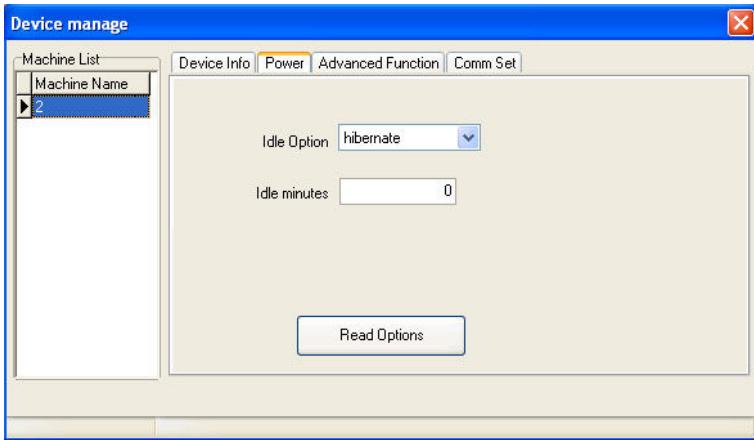 Device manage
Machine List
Machine Name
2
Device Info Power Advanced Function Comm Set
Idle Option hibernate
Idle minutes 0
Read Options